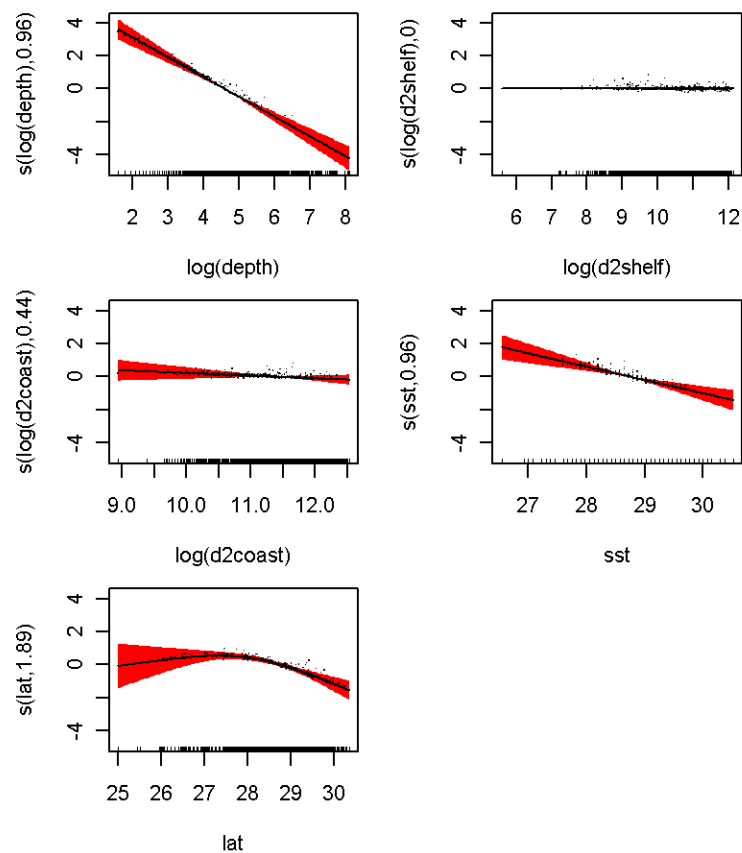 s(log(depth),0.96)
4
2
0
-4
2 3 4 5 6 7 8
log(depth)
s(log(d2shelf),0)
4
2
0
-4
6 7 8 9 10 12
log(d2shelf)
s(log(d2coast),0.44)
4
2
0
-4
9.0 10.0 11.0 12.0
log(d2coast)
s(sst,0.96)
4
2
0
-4
27 28 29 30
sst
s(lat,1.89)
4
2
0
-4
25 26 27 28 29 30
lat